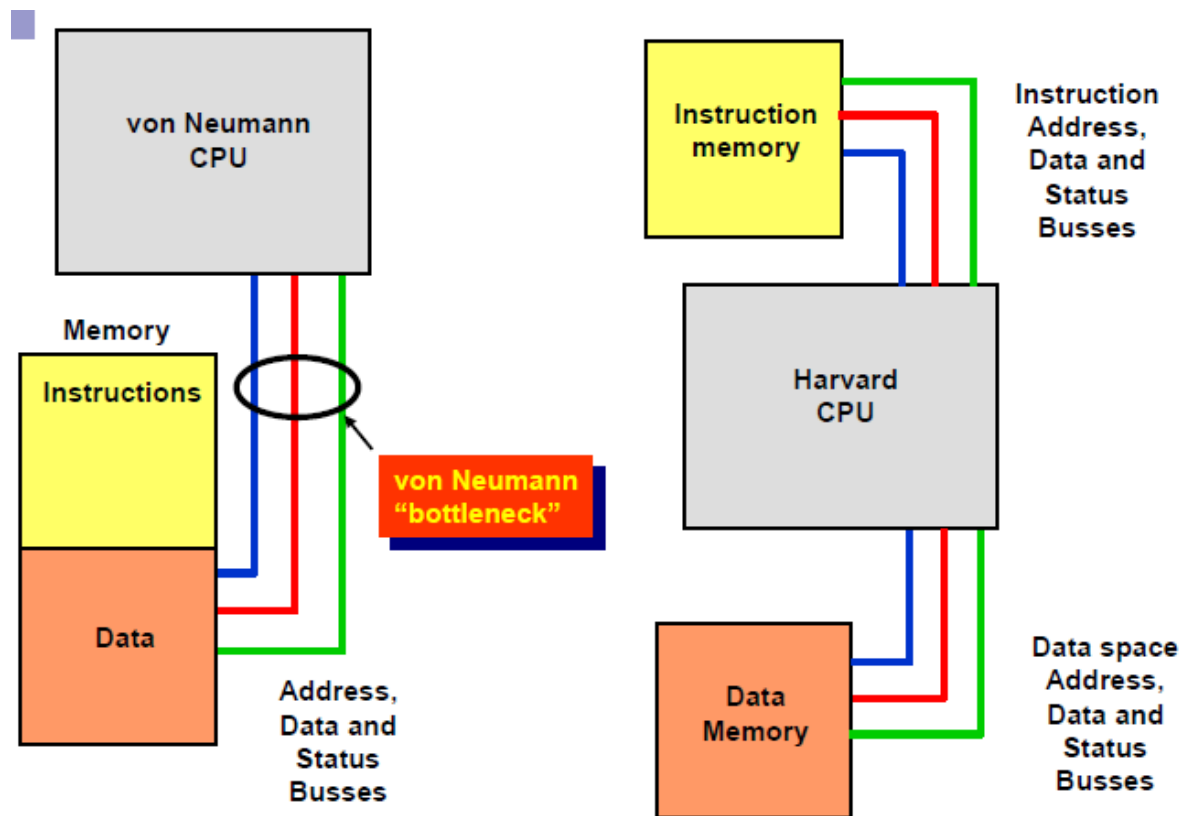 von Neumann
CPU
Memory
Instructions
von Neumann
“bottleneck”
Data
Address,
Data and
Status
Busses
Instruction
memory
Instruction
Address,
Data and
Status
Busses
Harvard
CPU
Data
Memory
Data space
Address,
Data and
Status
Busses